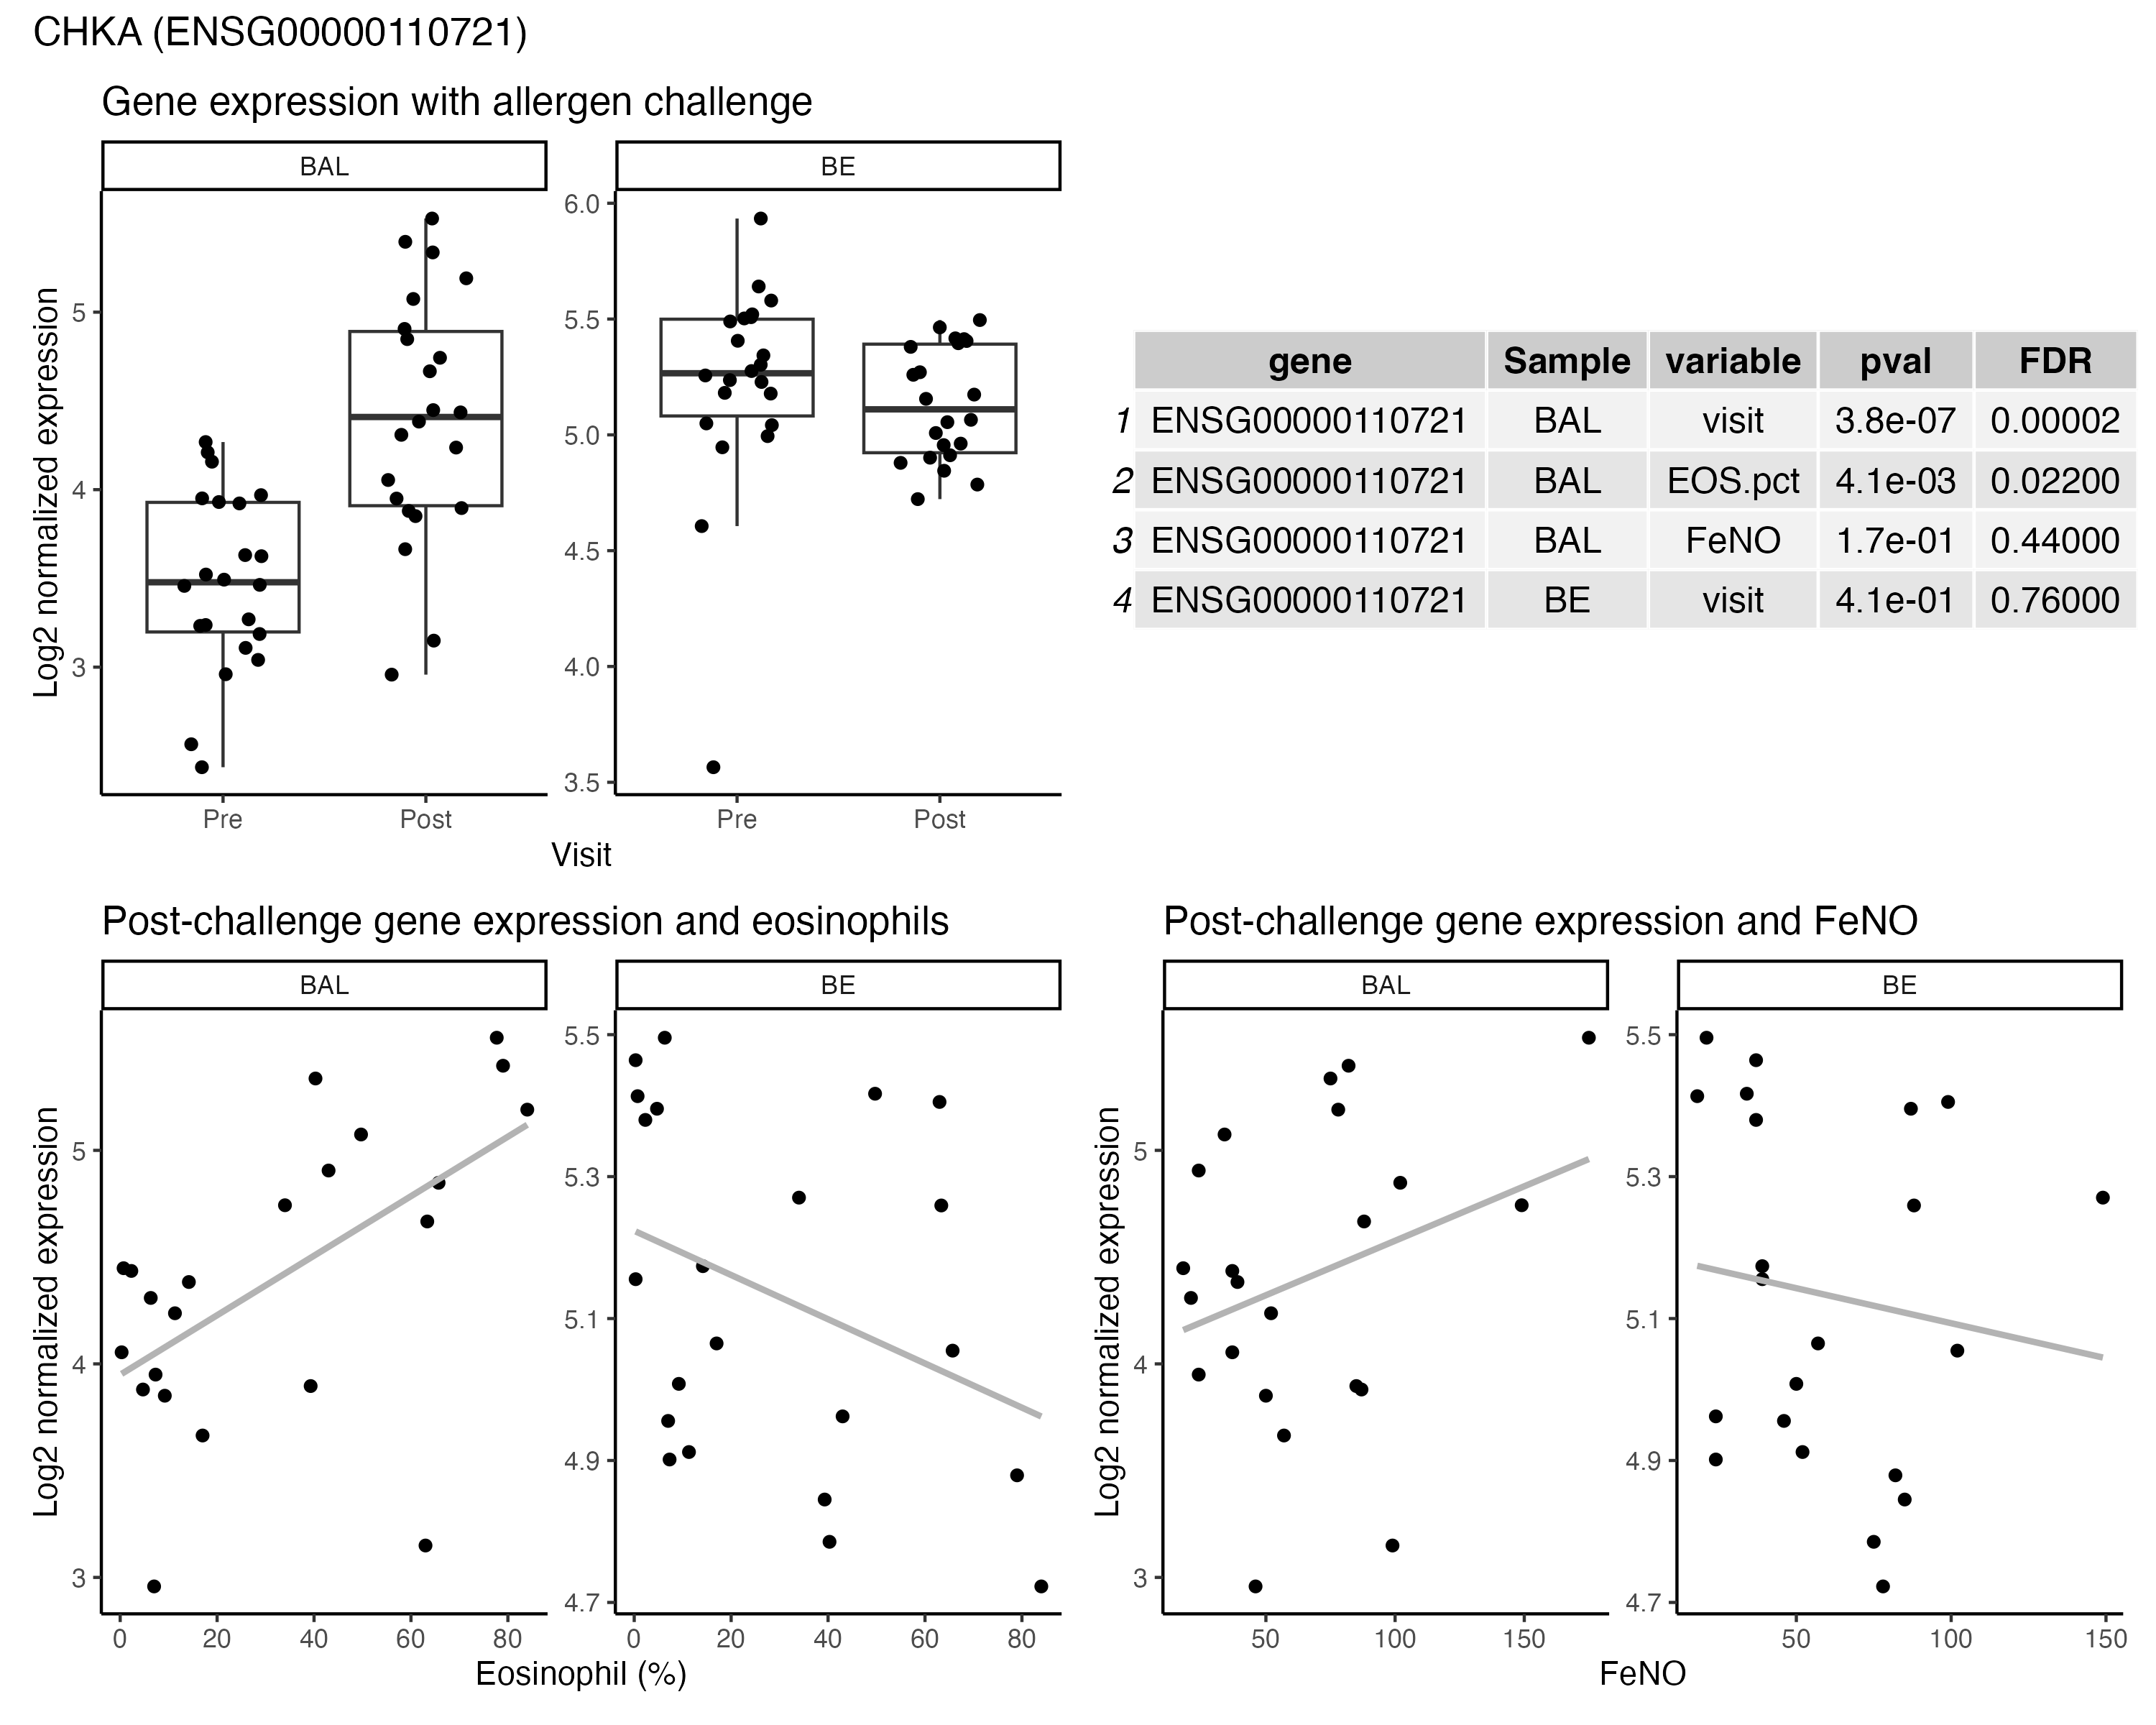 CHKA (ENSG00000110721)
Gene expression with allergen challenge
BAL
BE
Log2 normalized expression
5
4
3
6.0
5.5
5.0
4.5
4.0
3.5
Pre
Post
Pre
Post
Visit
gene Sample variable pval FDR
1 ENSG00000110721 BAL visit 3.8e-07 0.00002
2 ENSG00000110721 BAL EOS.pct 4.1e-03 0.02200
3 ENSG00000110721 BAL FeNO 1.7e-01 0.44000
4 ENSG00000110721 BE visit 4.1e-01 0.76000
Post-challenge gene expression and eosinophils
BAL
BE
Log2 normalized expression
5
4
3
5.5
5.3
5.1
4.9
4.7
0 20 40 60 80
0 20 40 60 80
Eosinophil (%)
Post-challenge gene expression and FeNO
BAL
BE
Log2 normalized expression
5
4
3
5.5
5.3
5.1
4.9
4.7
50 100 150
50 100 150
FeNO